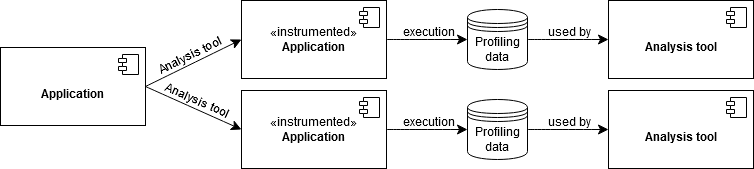 Application
Analysis tool
«instrumented»
Application
execution
Profiling
data
used by
Analysis tool
Analysis tool
«instrumented»
Application
execution
Profiling
data
used by
Analysis tool